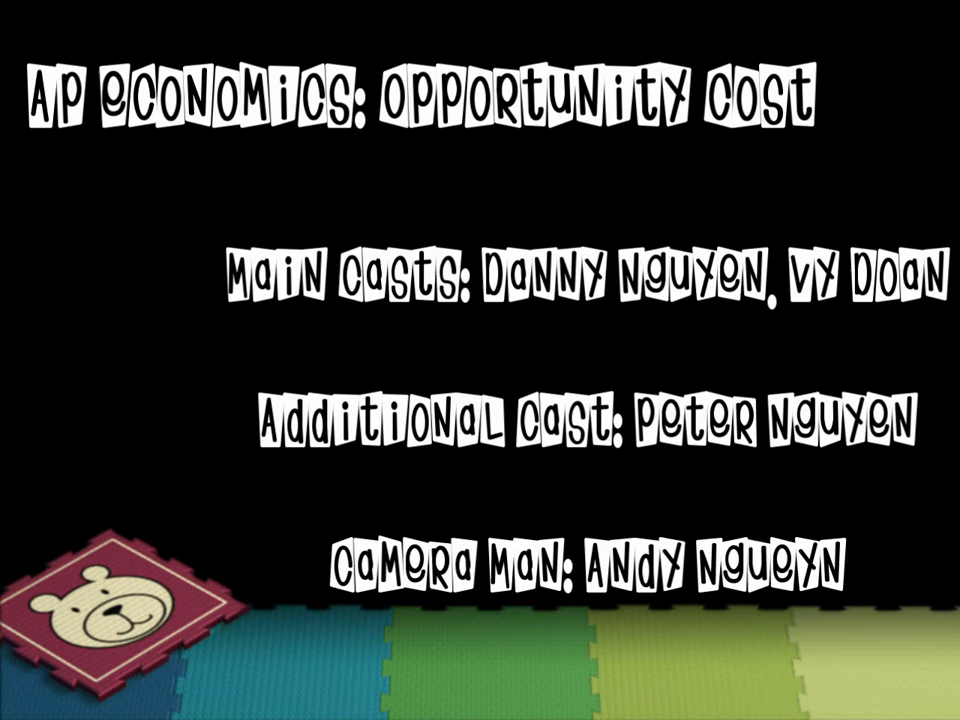 AP Economics: Opportunity Cost
Main Casts: Danny Nguyen, Vy Doan
Additional Cast: Peter Nguyen
Camera Man: Andy Ngueyn